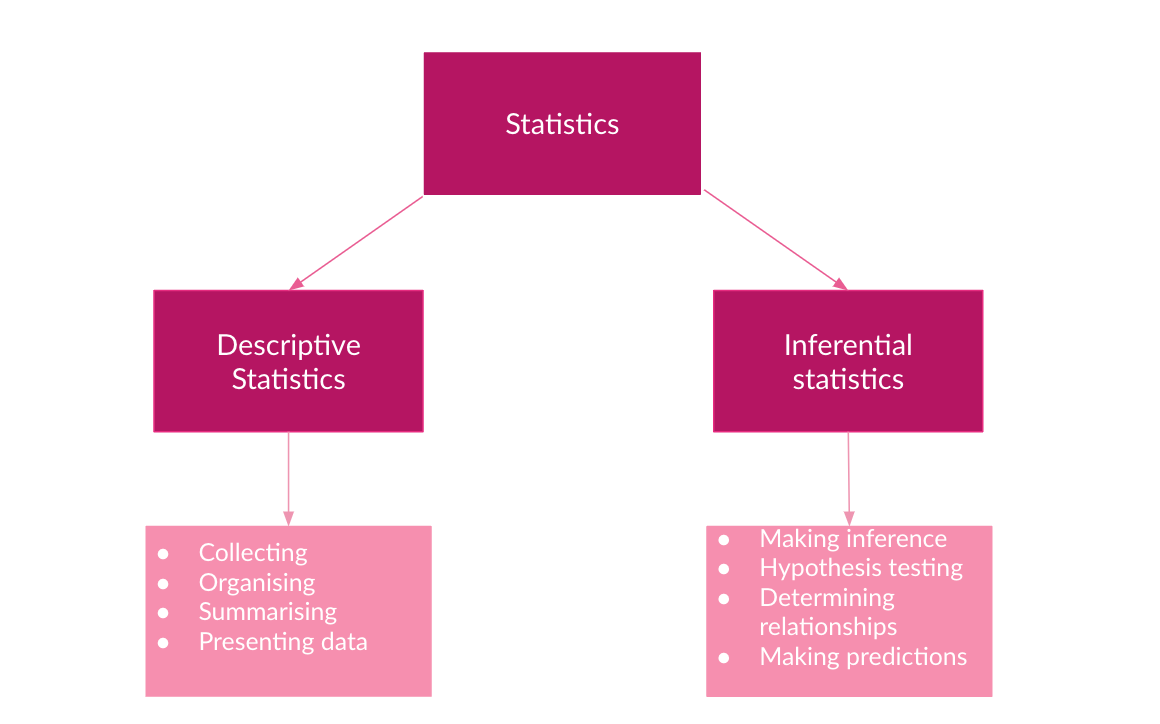 Statistics
Descriptive
Statistics
Inferential
statistics
● Collecting
● Organising
● Summarising
● Presenting data
● Making inference
● Hypothesis testing
● Determining
relationships
● Making predictions